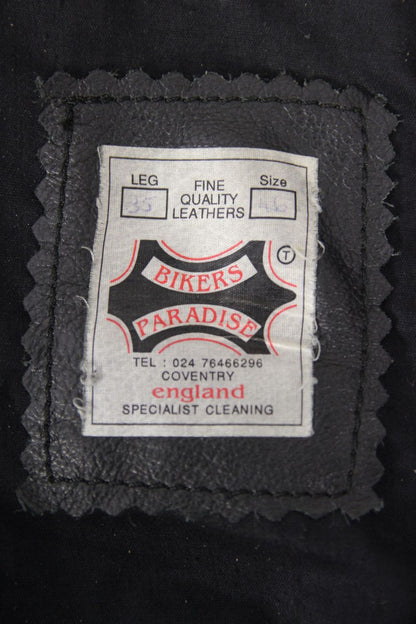 LEG FINE Size
35 QUALITY 46
LEATHERS
T
BIKERS
PARADISE
TEL : 024 76466296
COVENTRY
england
SPECIALIST CLEANING